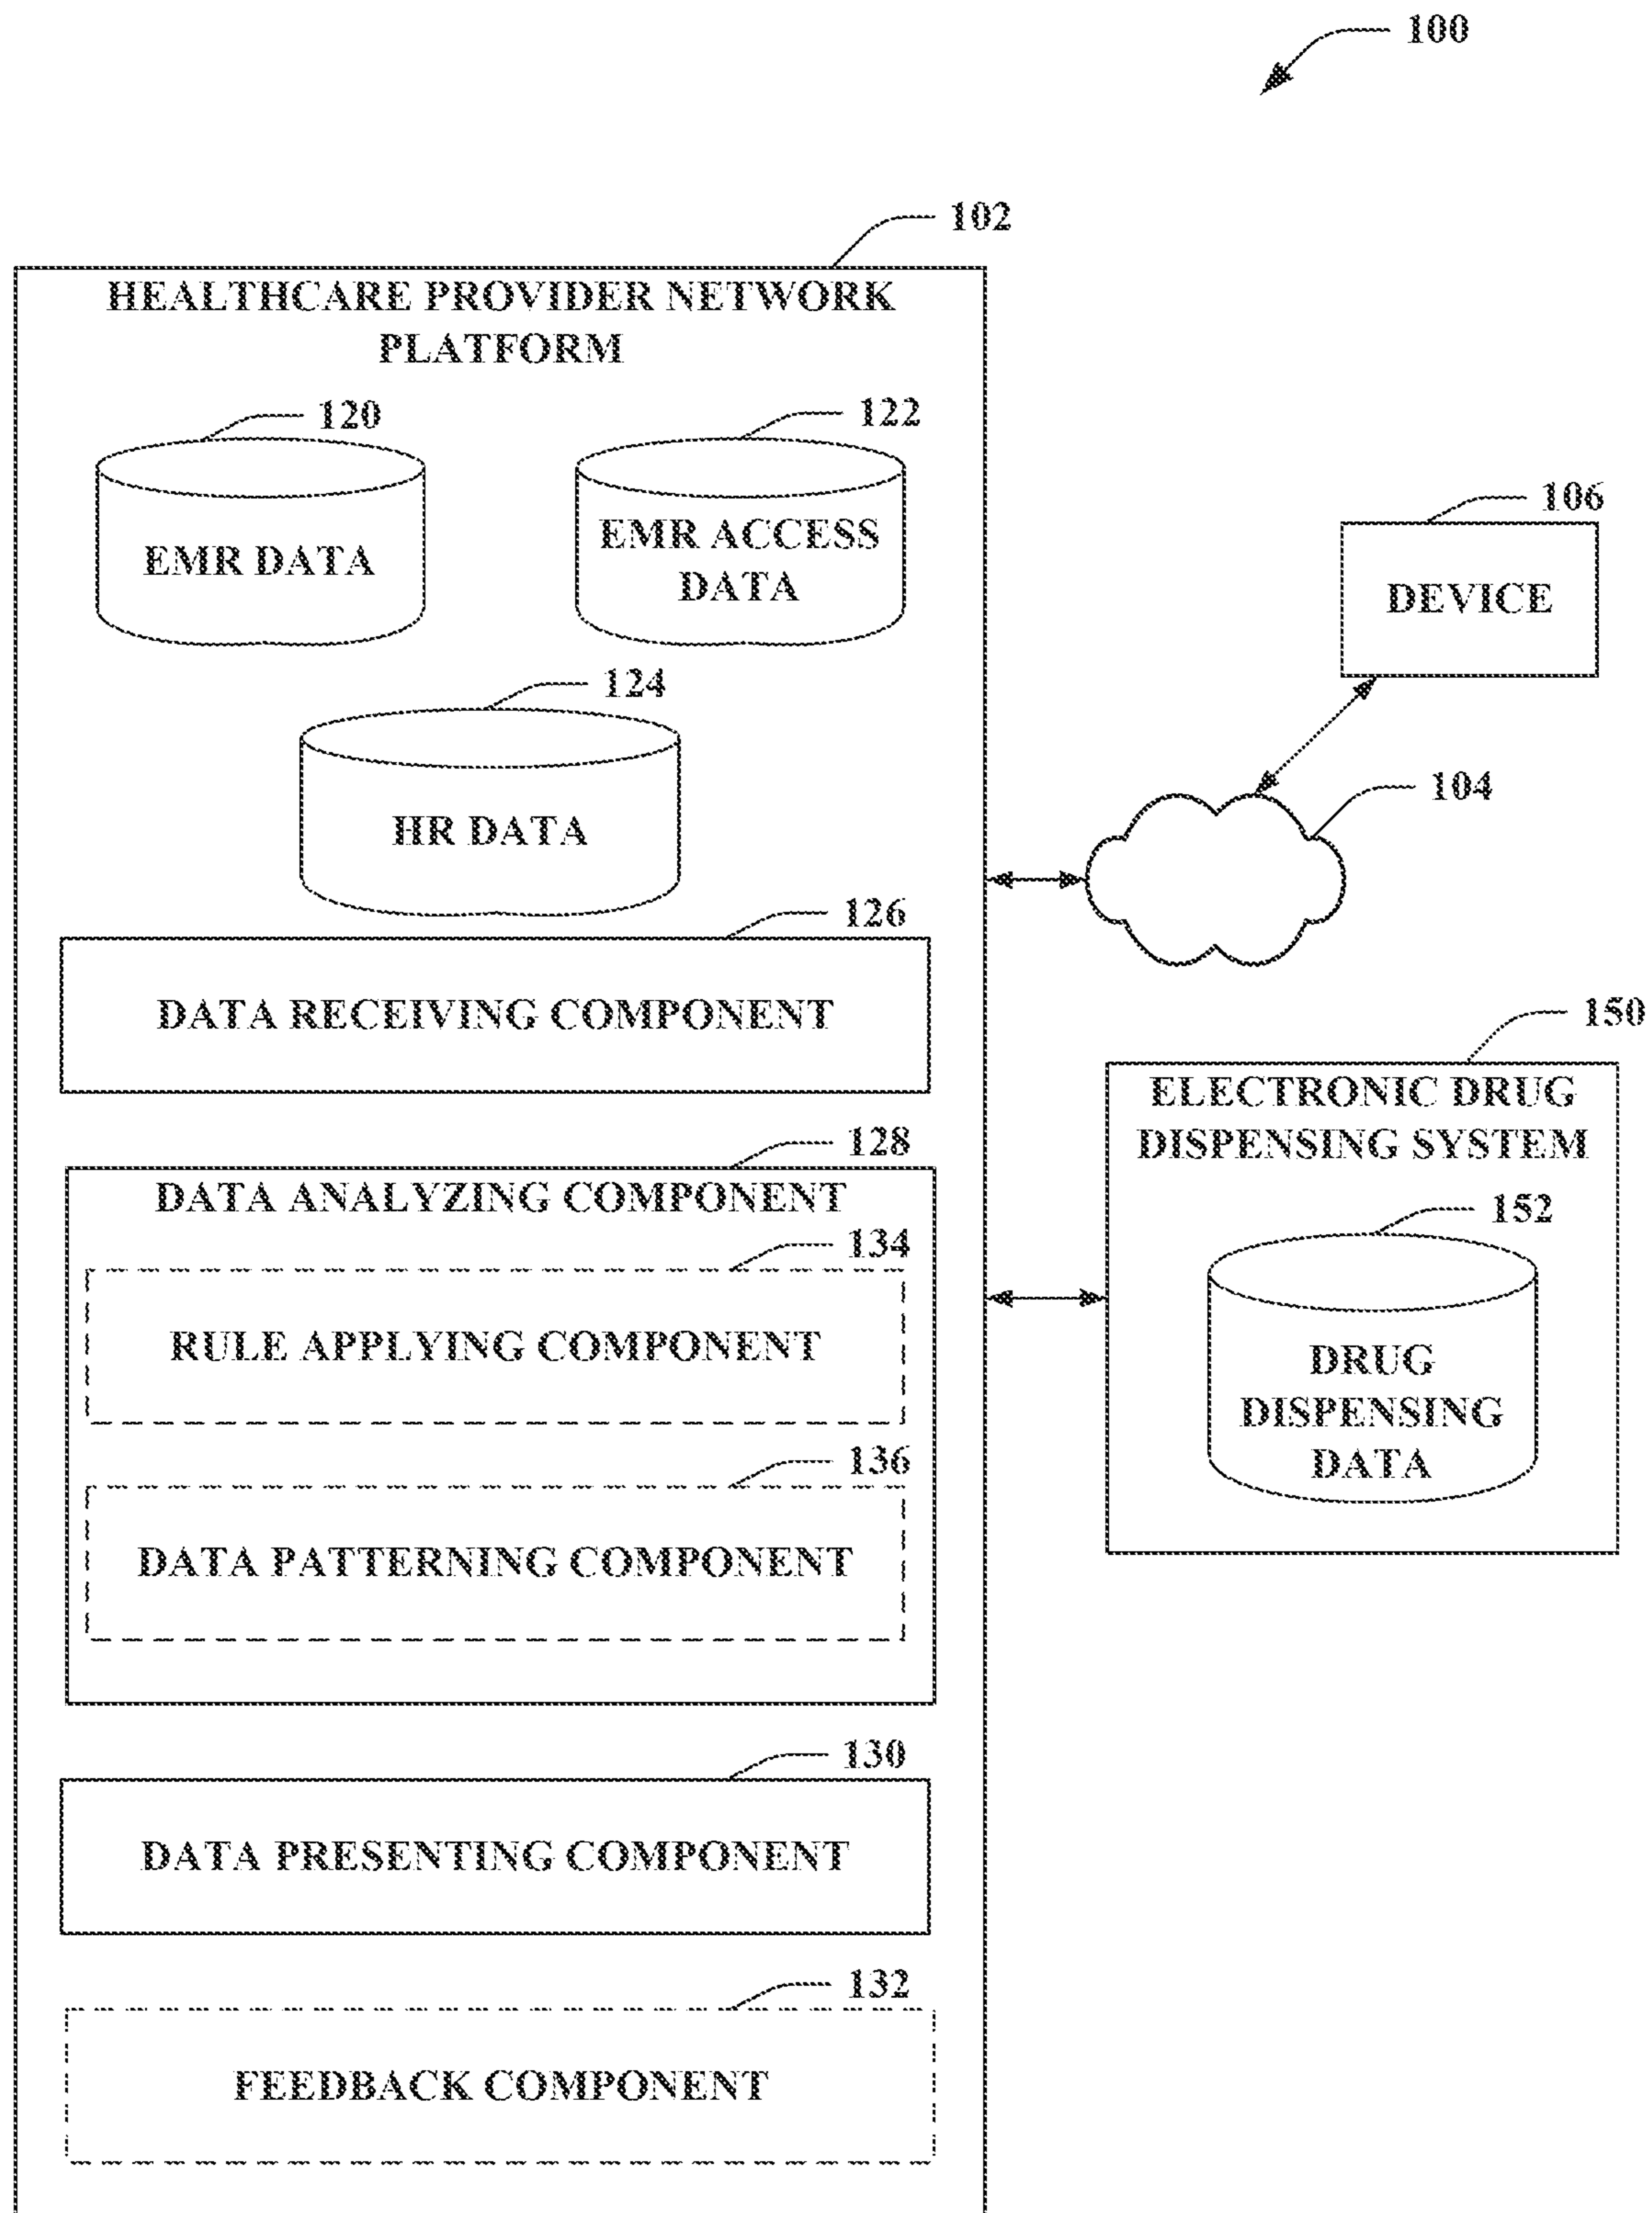 100
102
HEALTHCARE PROVIDER NETWORK
PLATFORM
120
122
EMR DATA
EMR ACCESS
DATA
124
HR DATA
106
DEVICE
104
126
DATA RECEIVING COMPONENT
150
ELECTRONIC DRUG
DISPENSING SYSTEM
152
DRUG
DISPENSING
DATA
128
DATA ANALYZING COMPONENT
134
RULE APPLYING COMPONENT
136
DATA PATTERNING COMPONENT
130
DATA PRESENTING COMPONENT
132
FEEDBACK COMPONENT